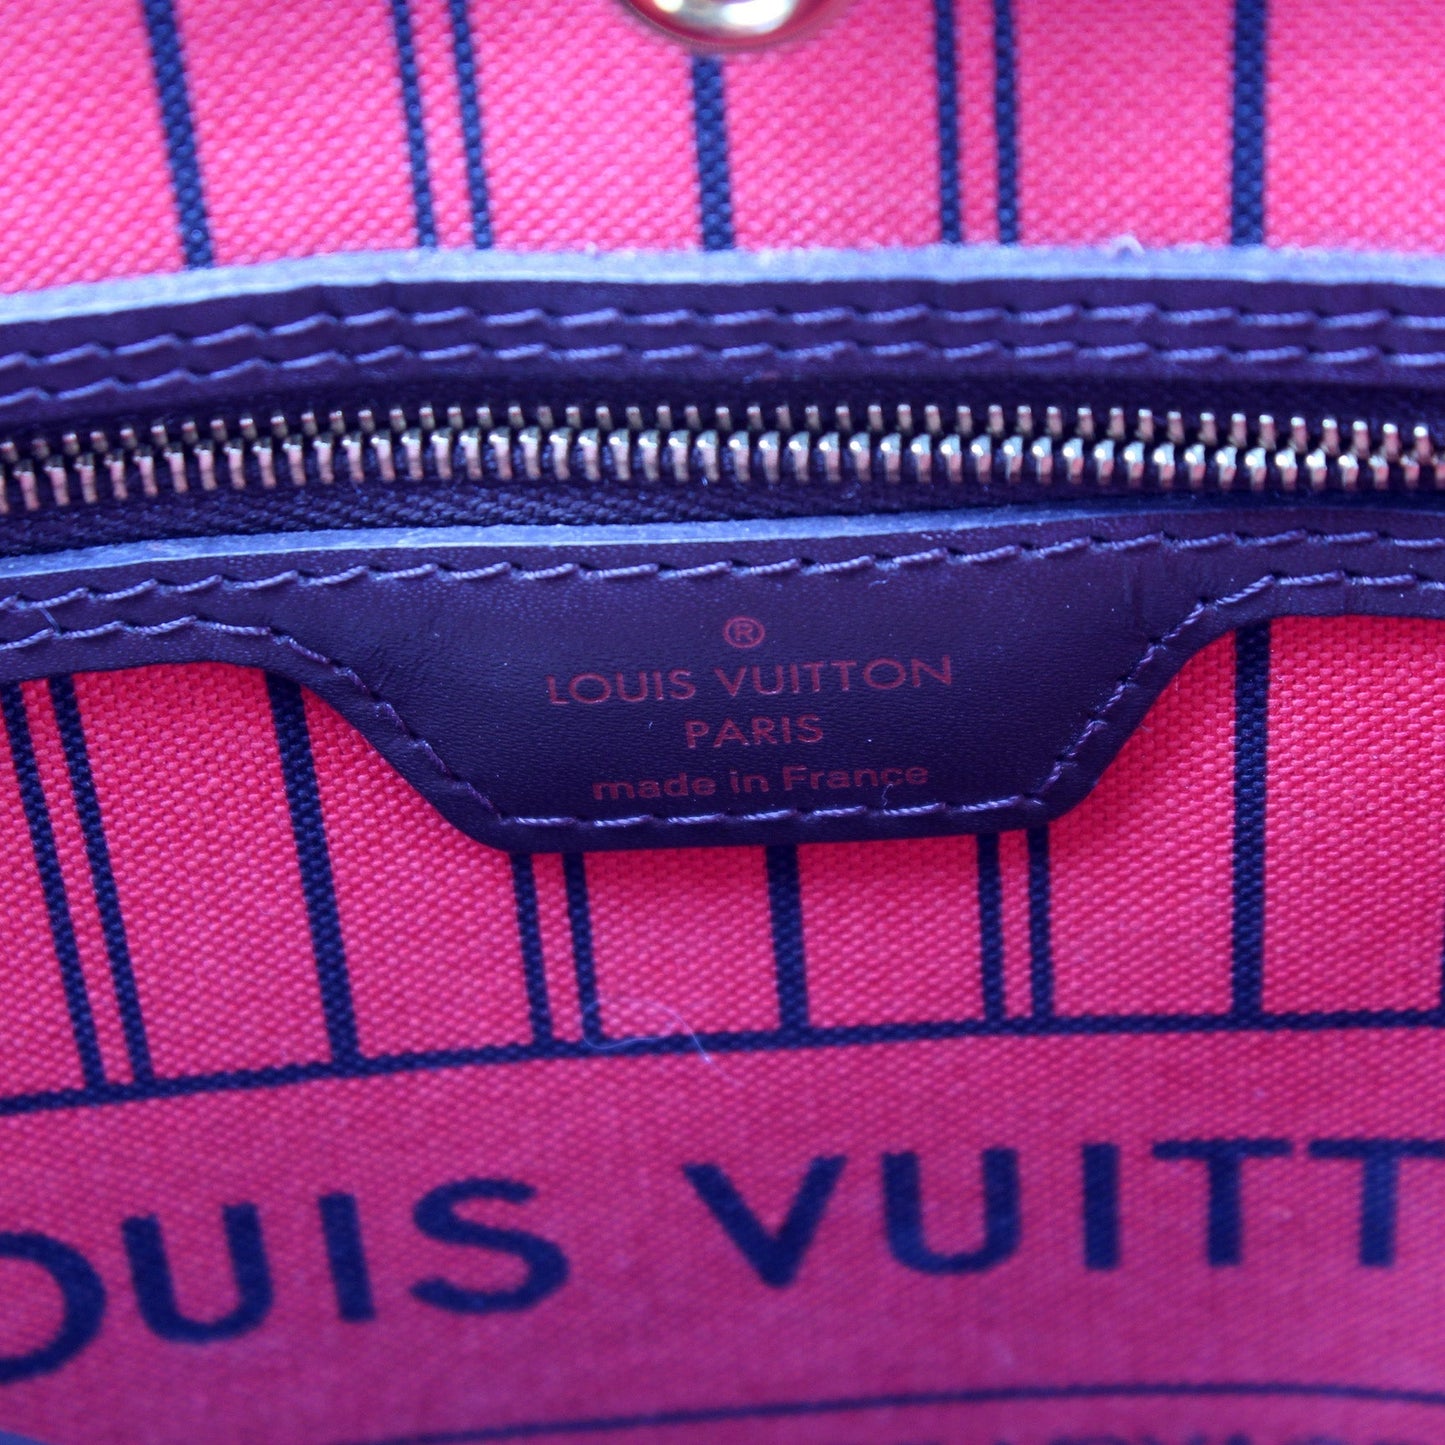 ®
LOUIS VUITTON
PARIS
made in France
OUIS VUITT